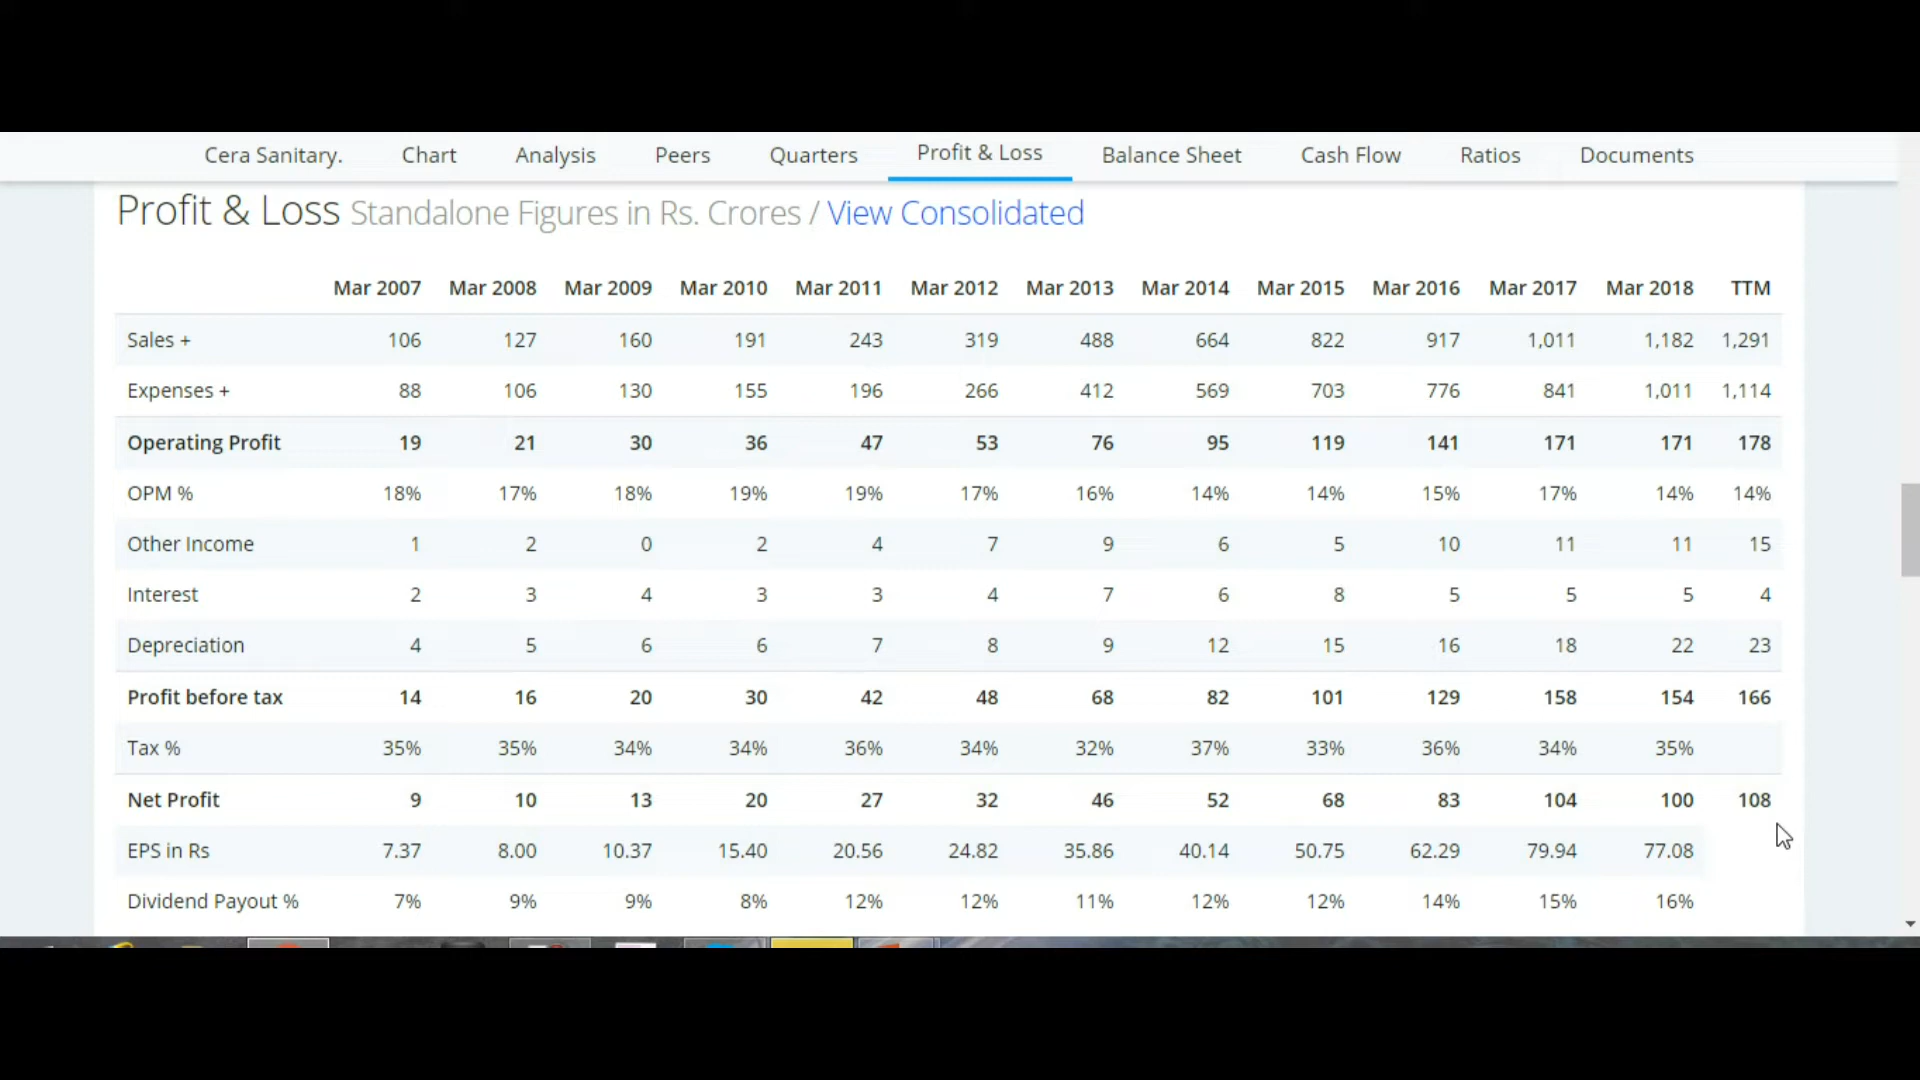 Cera Sanitary. Chart Analysis Peers Quarters Profit & Loss Balance Sheet Cash Flow Ratios Documents
Profit & Loss Standalone Figures in Rs. Crores / View Consolidated
Mar 2007 Mar 2008 Mar 2009 Mar 2010 Mar 2011 Mar 2012 Mar 2013 Mar 2014 Mar 2015 Mar 2016 Mar 2017 Mar 2018 TTM
Sales + 106 127 160 191 243 319 488 664 822 917 1,011 1,182 1,291
Expenses + 88 106 130 155 196 266 412 569 703 776 841 1,011 1,114
Operating Profit 19 21 30 36 47 53 76 95 119 141 171 171 178
OPM % 18% 17% 18% 19% 19% 17% 16% 14% 14% 15% 17% 14% 14%
Other Income 1 2 0 2 4 7 9 6 5 10 11 11 15
Interest 2 3 4 3 3 4 7 6 8 5 5 5 4
Depreciation 4 5 6 6 7 8 9 12 15 16 18 22 23
Profit before tax 14 16 20 30 42 48 68 82 101 129 158 154 166
Tax % 35% 35% 34% 34% 36% 34% 32% 37% 33% 36% 34% 35%
Net Profit 9 10 13 20 27 32 46 52 68 83 104 100 108
EPS in Rs 7.37 8.00 10.37 15.40 20.56 24.82 35.86 40.14 50.75 62.29 79.94 77.08
Dividend Payout % 7% 9% 9% 8% 12% 12% 11% 12% 12% 14% 15% 16%